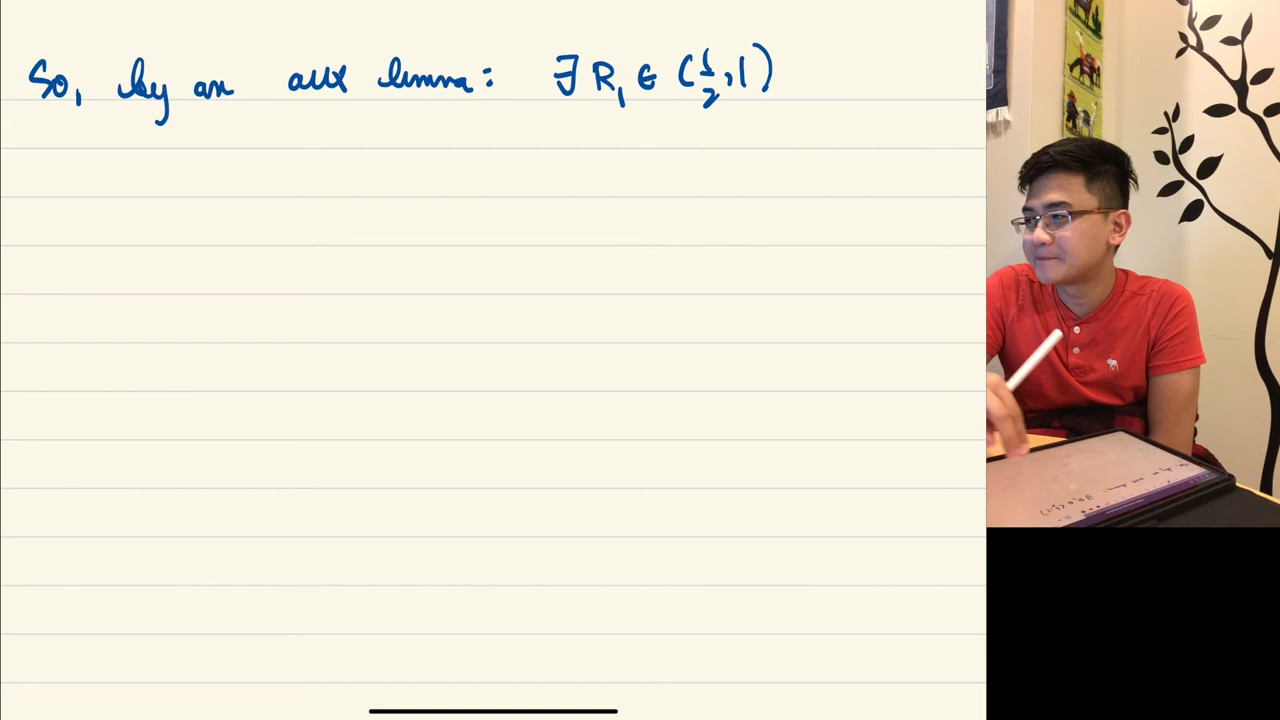 So, by an aux lemma: ∃ R₁ ∈ (½, 1)